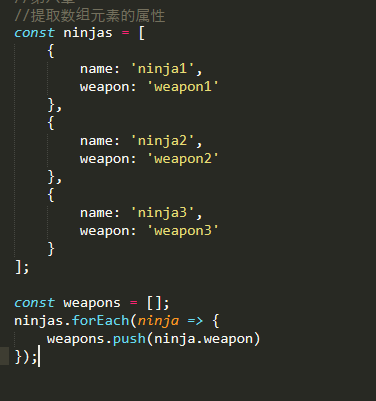 //提取数组元素的属性
const ninjas = [
    {
        name: 'ninja1',
        weapon: 'weapon1'
    },
    {
        name: 'ninja2',
        weapon: 'weapon2'
    },
    {
        name: 'ninja3',
        weapon: 'weapon3'
    }
];
const weapons = [];
ninjas.forEach(ninja => {
    weapons.push(ninja.weapon)
});